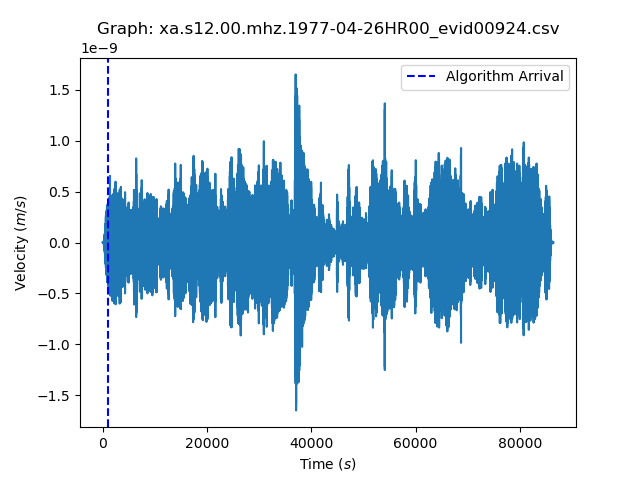 Graph: xa.s12.00.mhz.1977-04-26HR00_evid00924.csv
1e−9
Algorithm Arrival
1.5
1.0
0.5
0.0
−0.5
−1.0
−1.5
Velocity (m/s)
0 20000 40000 60000 80000
Time (s)